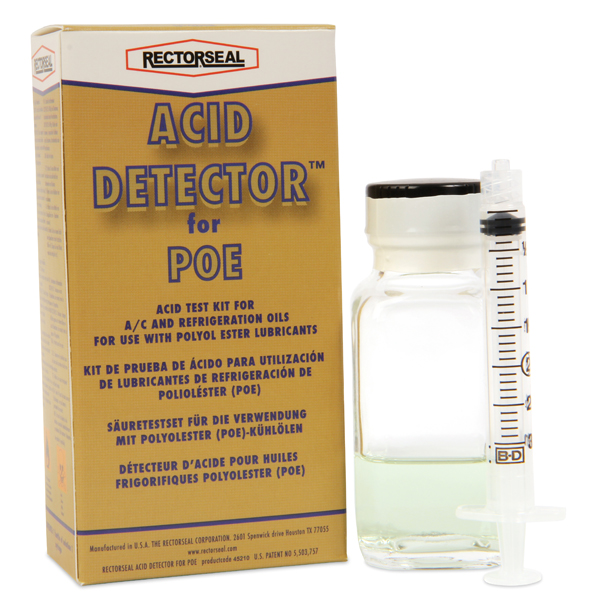 RECTORSEAL
ACID
DETECTOR™
for
POE
ACID TEST KIT FOR
A/C AND REFRIGERATION OILS
FOR USE WITH POLYOL ESTER LUBRICANTS
KIT DE PRUEBA DE ÁCIDO PARA UTILIZACIÓN
DE LUBRICANTES DE REFRIGERACIÓN DE
POLIOLÉSTER (POE)
SÄURETESTSET FÜR DIE VERWENDUNG
MIT POLYOLESTER (POE)-KÜHLÖLEN
DÉTECTEUR D'ACIDE POUR HUILES
FRIGORIFIQUES POLYOLESTER (POE)
Manufactured in U.S.A. THE RECTORSEAL CORPORATION. 2601 Spenwick drive Houston TX 77055
www.rectorseal.com
RECTORSEAL ACID DETECTOR FOR POE productcode 45210 U.S. PATENT NO 5,503,757
B-D